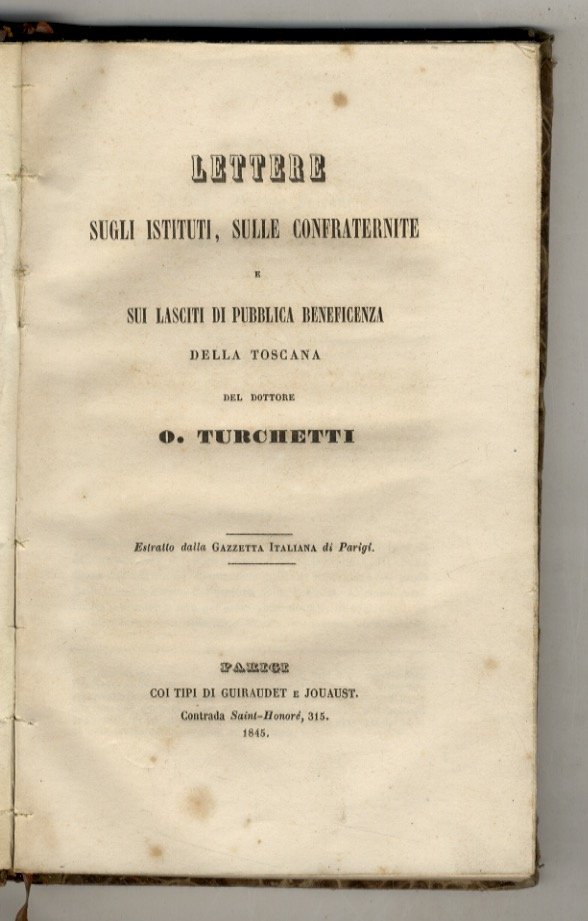 LETTERE
SUGLI ISTITUTI, SULLE CONFRATERNITE
E
SUI LASCITI DI PUBBLICA BENEFICENZA
DELLA TOSCANA
DEL DOTTORE
O. TURCHETTI
Estratto dalla GAZZETTA ITALIANA di Parigi.
PARIGI
COI TIPI DI GUIRAUDET E JOUAUST.
Contrada Saint-Honoré, 315.
1845.